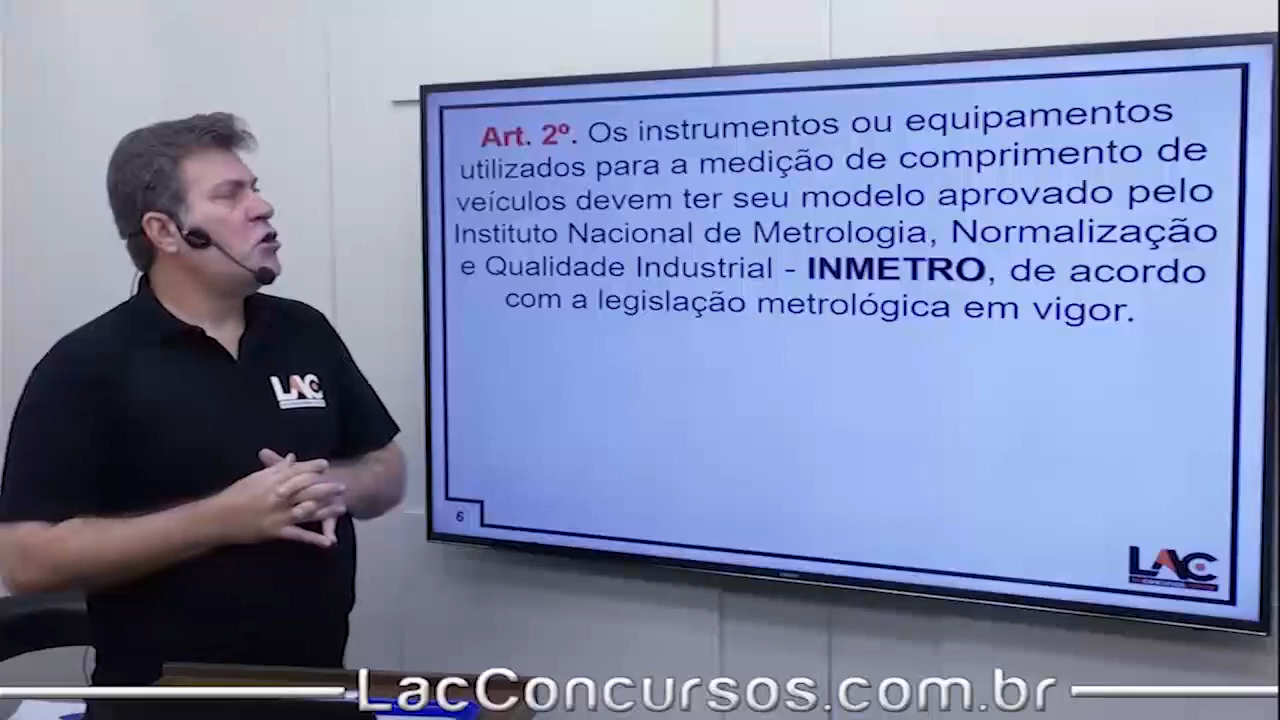 Art. 2º. Os instrumentos ou equipamentos
utilizados para a medição de comprimento de
veículos devem ter seu modelo aprovado pelo
Instituto Nacional de Metrologia, Normalização
e Qualidade Industrial - INMETRO, de acordo
com a legislação metrológica em vigor.
LAC
6
LAC
LacConcursos.com.br